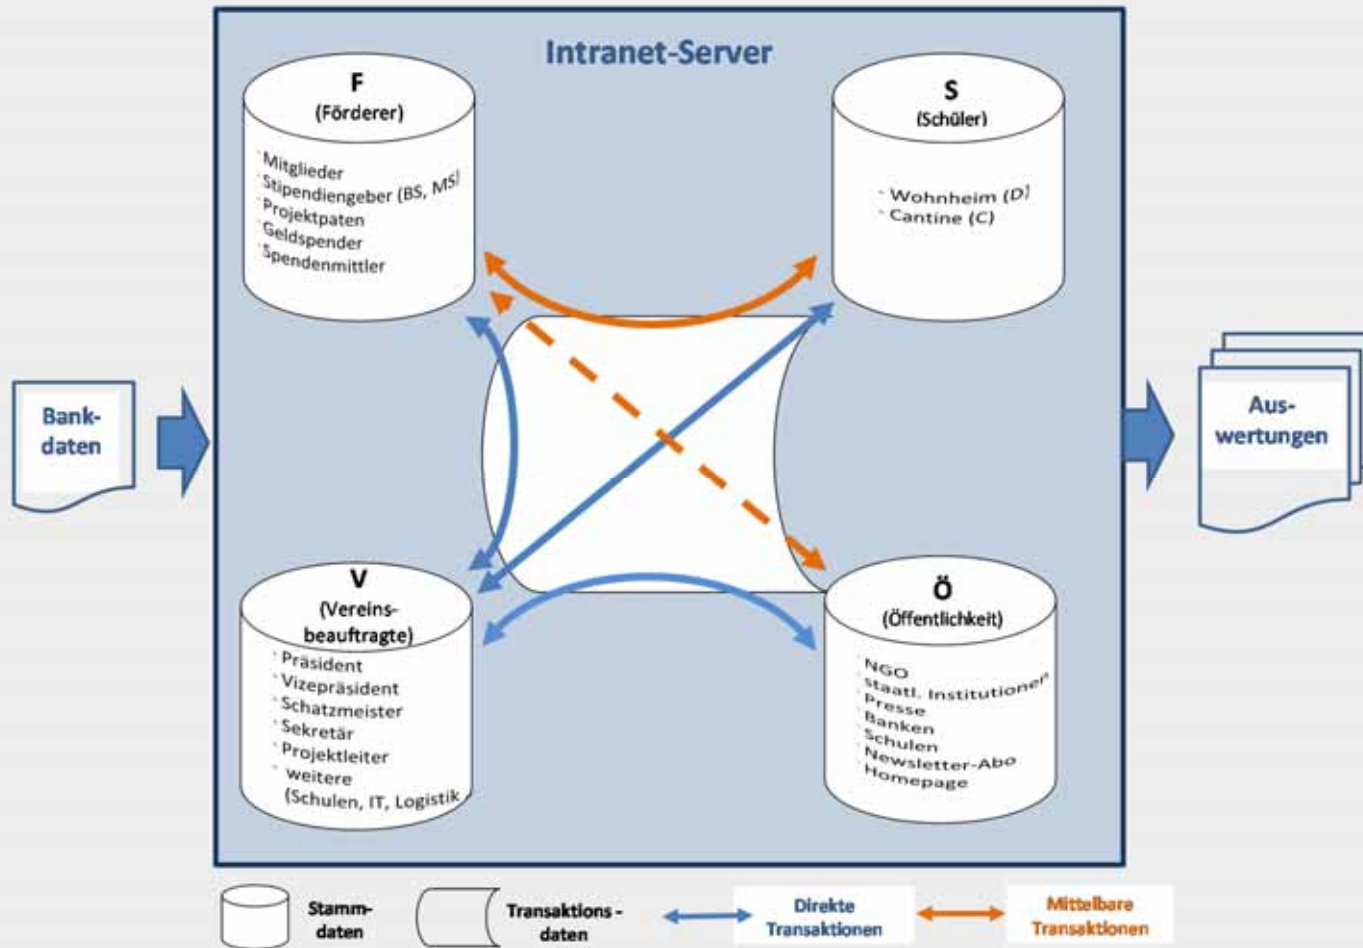 Intranet-Server
F
(Förderer)
- Mitglieder
- Stipendiengeber (BS, MS)
- Projektpaten
- Geldspender
- Spendenmittler
S
(Schüler)
- Wohnheim (D)
- Cantine (C)
Bank-
daten
Aus-
wertungen
V
(Vereins-
beauftragte)
- Präsident
- Vizepräsident
- Schatzmeister
- Sekretär
- Projektleiter
- weitere
(Schulen, IT, Logistik
Ö
(Öffentlichkeit)
- NGO
- staatl. Institutionen
- Presse
- Banken
- Schulen
- Newsletter-Abo
- Homepage
Stamm-
daten
Transaktions -
daten
Direkte
Transaktionen
Mittelbare
Transaktionen